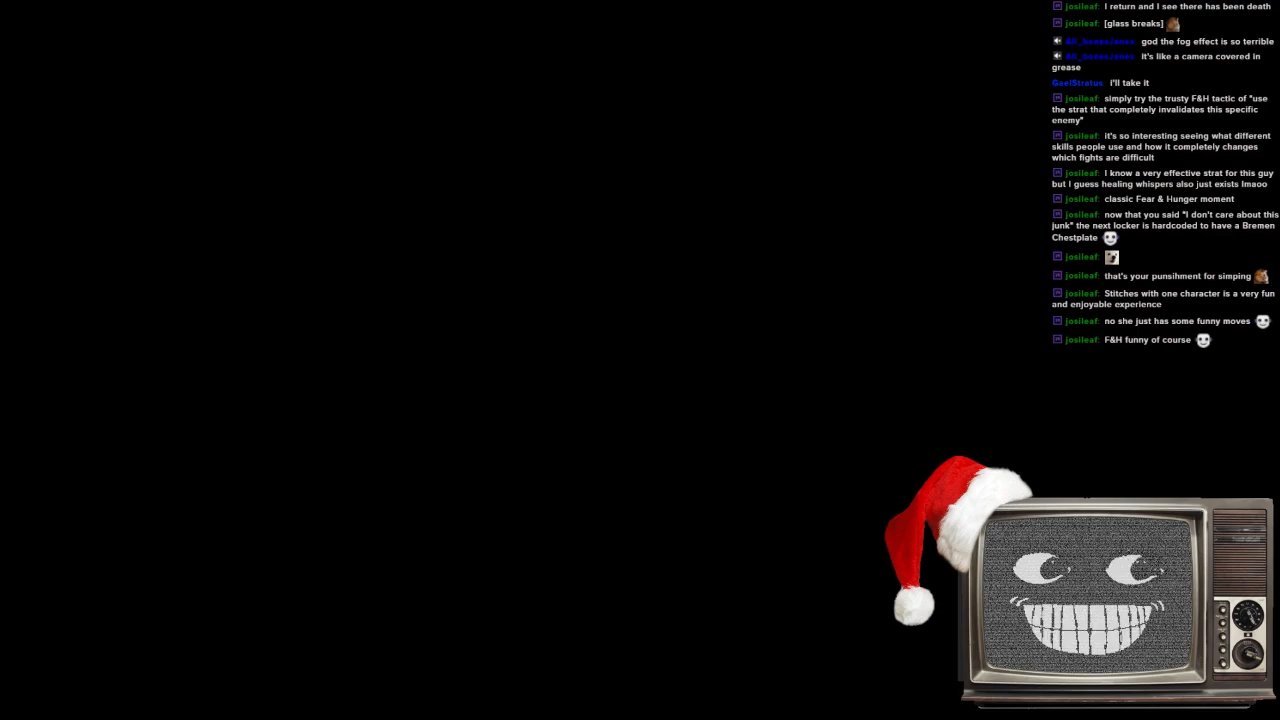 josileaf: I return and I see there has been death
josileaf: [glass breaks]
god the fog effect is so terrible
it's like a camera covered in
grease
GaelStratus: i'll take it
josileaf: simply try the trusty F&H tactic of "use
the strat that completely invalidates this specific
enemy"
josileaf: it's so interesting seeing what different
skills people use and how it completely changes
which fights are difficult
josileaf: I know a very effective strat for this guy
but I guess healing whispers also just exists lmaoo
josileaf: classic Fear & Hunger moment
josileaf: now that you said "I don't care about this
junk" the next locker is hardcoded to have a Bremen
Chestplate
josileaf:
josileaf: that's your punsihment for simping
josileaf: Stitches with one character is a very fun
and enjoyable experience
josileaf: no she just has some funny moves
josileaf: F&H funny of course